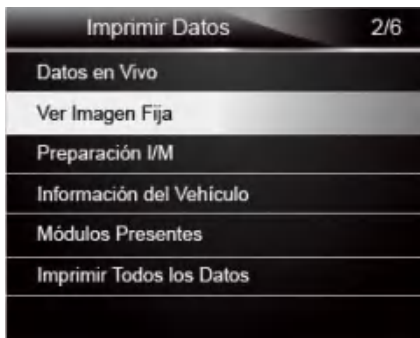 Imprimir Datos 2/6
Datos en Vivo
Ver Imagen Fija
Preparación I/M
Información del Vehículo
Módulos Presentes
Imprimir Todos los Datos